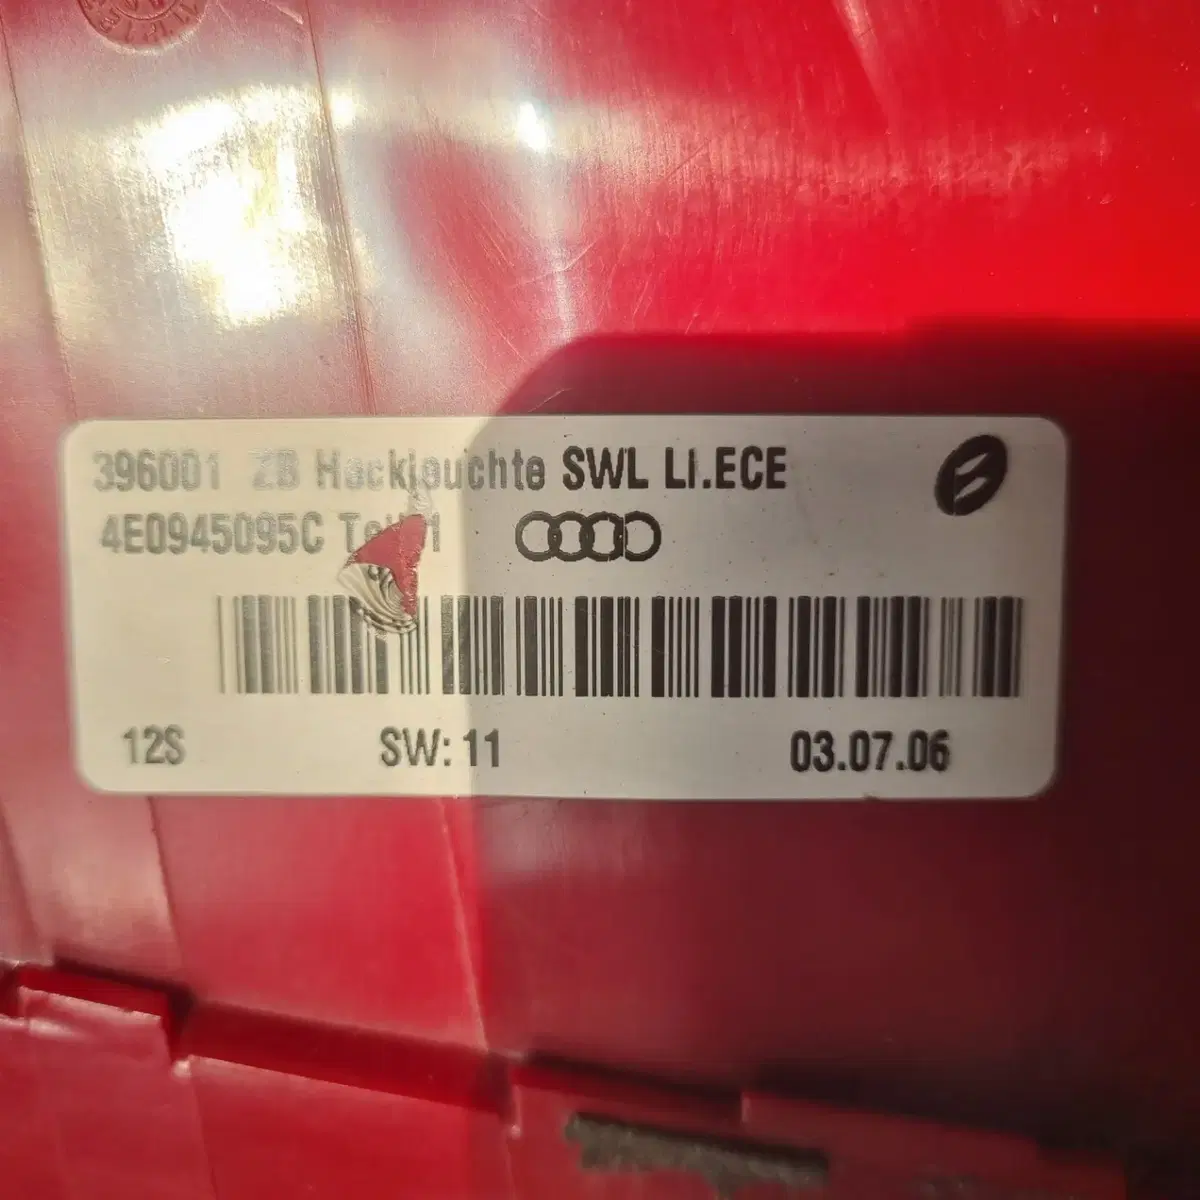 396001 ZB Heckleuchte SWL LI.ECE
4E0945095C
12S SW: 11 03.07.06